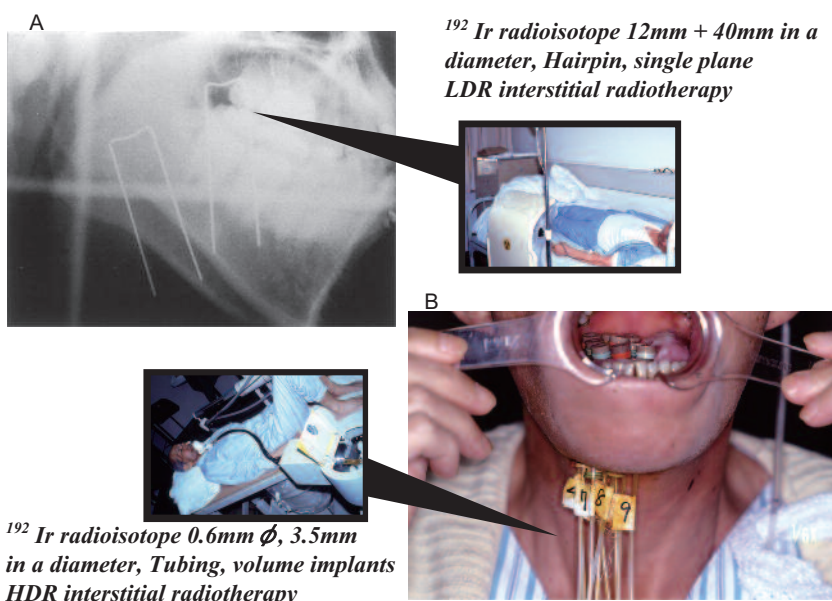 A
192 Ir radioisotope 12mm + 40mm in a
diameter, Hairpin, single plane
LDR interstitial radiotherapy
B
7 8 9
192 Ir radioisotope 0.6mm ϕ, 3.5mm
in a diameter, Tubing, volume implants
HDR interstitial radiotherapy